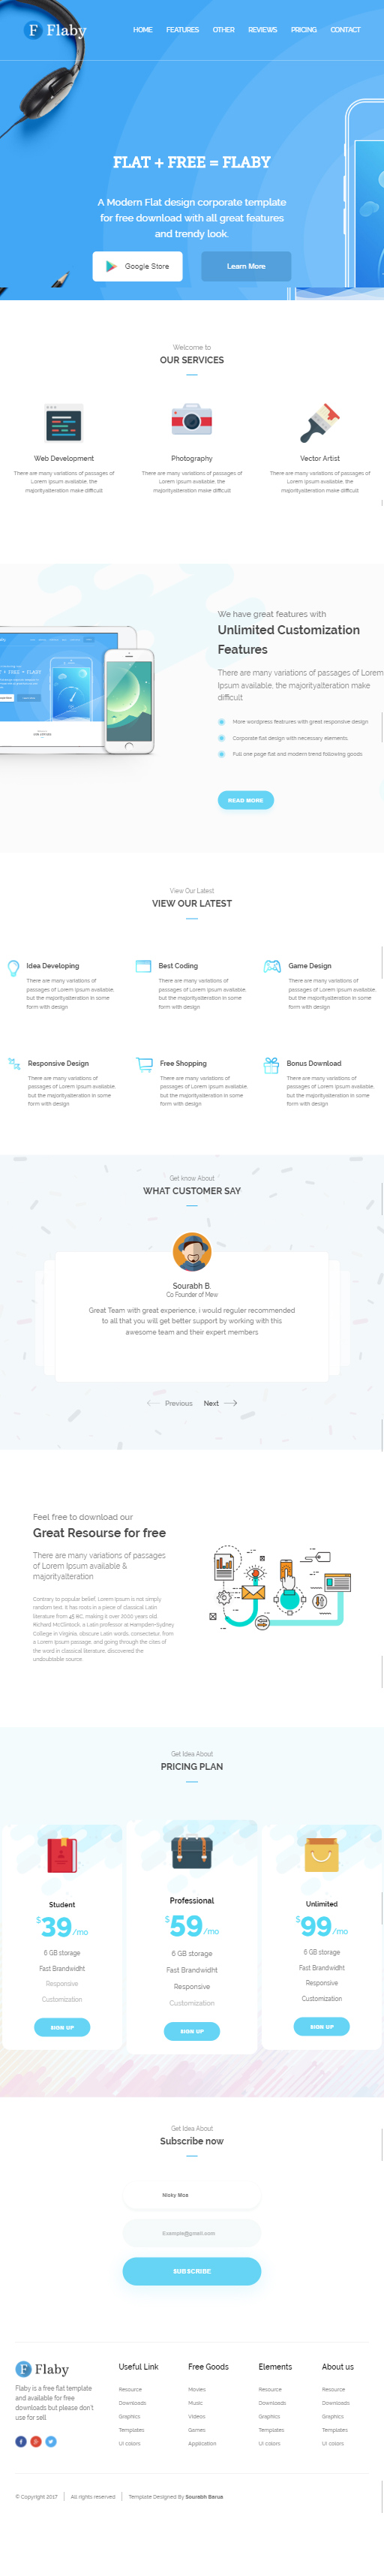 F Flaby
HOME FEATURES OTHER REVIEWS PRICING CONTACT
FLAT + FREE = FLABY
A Modern Flat design corporate template
for free download with all great features
and trendy look.
Google Store
Learn More
Welcome to
OUR SERVICES
Web Development
There are many variations of passages of
Lorem Ipsum available, the
majorityalteration make difficult
Photography
There are many variations of passages of
Lorem Ipsum available, the
majorityalteration make difficult
Vector Artist
There are many variations of passages of
Lorem Ipsum available, the
majorityalteration make difficult
We have great features with
Unlimited Customization
Features
There are many variations of passages of Lorem
Ipsum available, the majorityalteration make
difficult
More wordpress features with great responsive design
Corporate flat design with necessary elements.
Full one page flat and modern trend following goods
READ MORE
View Our Latest
VIEW OUR LATEST
Idea Developing
There are many variations of
passages of Lorem Ipsum available,
but the majorityalteration in some
form with design
Best Coding
There are many variations of
passages of Lorem Ipsum available,
but the majorityalteration in some
form with design
Game Design
There are many variations of
passages of Lorem Ipsum available,
but the majorityalteration in some
form with design
Responsive Design
There are many variations of
passages of Lorem Ipsum available,
but the majorityalteration in some
form with design
Free Shopping
There are many variations of
passages of Lorem Ipsum available,
but the majorityalteration in some
form with design
Bonus Download
There are many variations of
passages of Lorem Ipsum available,
but the majorityalteration in some
form with design
Get know About
WHAT CUSTOMER SAY
Sourabh B.
Co Founder of Mew
Great Team with great experience, i would reguler recommended
to all that you will get better support by working with this
awesome team and their expert members
Previous Next
Feel free to download our
Great Resourse for free
There are many variations of passages
of Lorem Ipsum available &
majorityalteration
Contrary to popular belief, Lorem Ipsum is not simply
random text. It has roots in a piece of classical Latin
literature from 45 BC, making it over 2000 years old.
Richard McClintock, a Latin professor at Hampden-Sydney
College in Virginia, obscure Latin words, consectetur, from
a Lorem Ipsum passage, and going through the cites of
the word in classical literature, discovered the
undoubtable source.
Get Idea About
PRICING PLAN
Student
$39/mo
6 GB storage
Fast Brandwidht
Responsive
Customization
SIGN UP
Professional
$59/mo
6 GB storage
Fast Brandwidht
Responsive
Customization
SIGN UP
Unlimited
$99/mo
6 GB storage
Fast Brandwidht
Responsive
Customization
SIGN UP
Get Idea About
Subscribe now
Nicky Moa
Example@gmail.com
SUBSCRIBE
F Flaby
Flaby is a free flat template
and available for free
downloads but please don't
use for sell
Useful Link
Resource
Downloads
Graphics
Templates
Ui colors
Free Goods
Movies
Music
Videos
Games
Application
Elements
Resource
Downloads
Graphics
Templates
Ui colors
About us
Resource
Downloads
Graphics
Templates
Ui colors
© Copyright 2017 All rights reserved Template Designed By Sourabh Barua